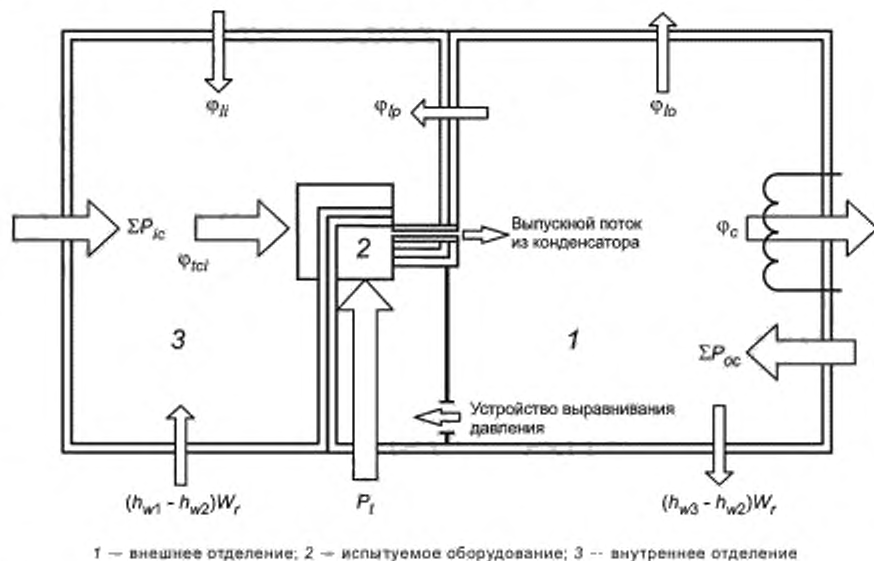 φli
φlp
φlo
ΣPic
φtci
2
Выпускной поток
из конденсатора
φc
3
1
ΣPoc
Устройство выравнивания
давления
(hw1 - hw2)Wr
Pt
(hw3 - hw2)Wr
1 — внешнее отделение; 2 — испытуемое оборудование; 3 -- внутреннее отделение